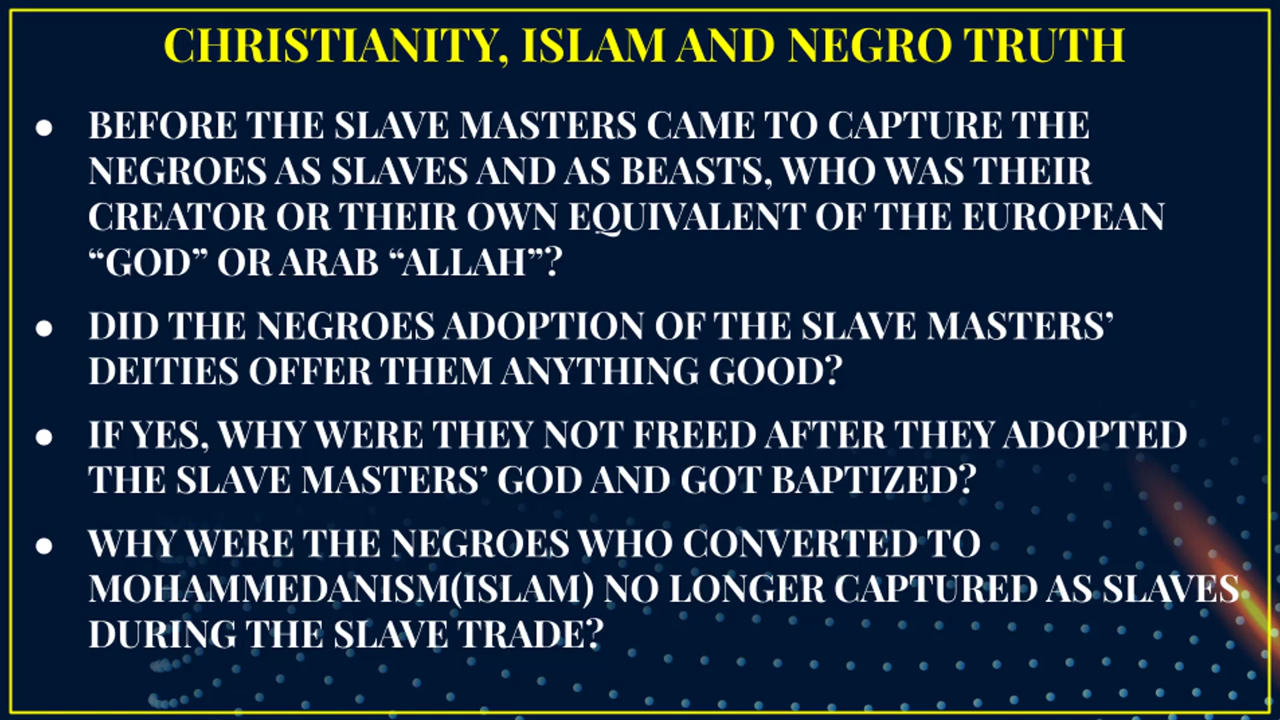 CHRISTIANITY, ISLAM AND NEGRO TRUTH
● BEFORE THE SLAVE MASTERS CAME TO CAPTURE THE
NEGROES AS SLAVES AND AS BEASTS, WHO WAS THEIR
CREATOR OR THEIR OWN EQUIVALENT OF THE EUROPEAN
“GOD” OR ARAB “ALLAH”?
● DID THE NEGROES ADOPTION OF THE SLAVE MASTERS’
DEITIES OFFER THEM ANYTHING GOOD?
● IF YES, WHY WERE THEY NOT FREED AFTER THEY ADOPTED
THE SLAVE MASTERS’ GOD AND GOT BAPTIZED?
● WHY WERE THE NEGROES WHO CONVERTED TO
MOHAMMEDANISM(ISLAM) NO LONGER CAPTURED AS SLAVES
DURING THE SLAVE TRADE?